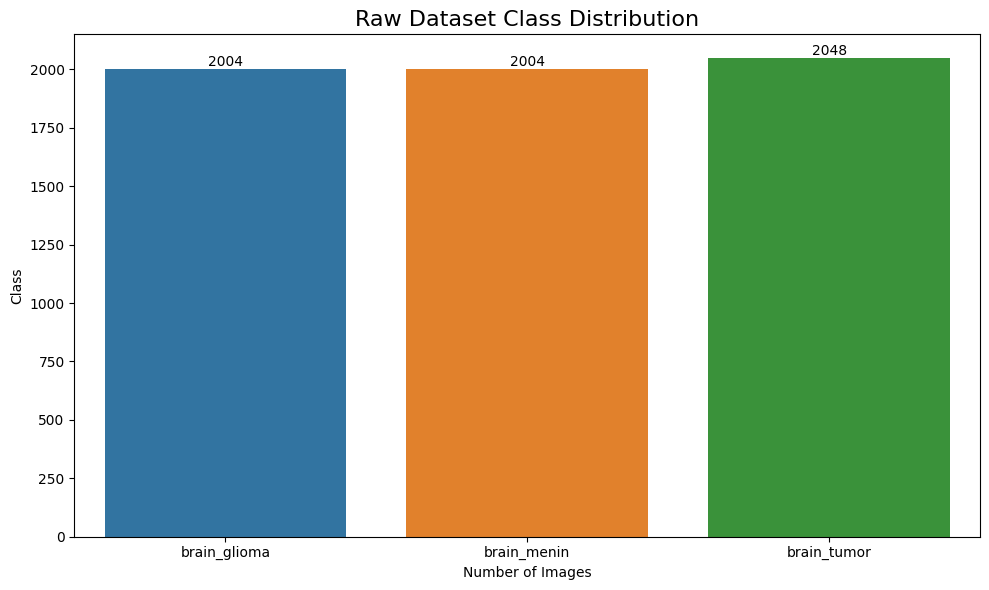 Raw Dataset Class Distribution
2004
2004
2048
2000
1750
1500
1250
1000
750
500
250
0
Class
brain_glioma
brain_menin
brain_tumor
Number of Images